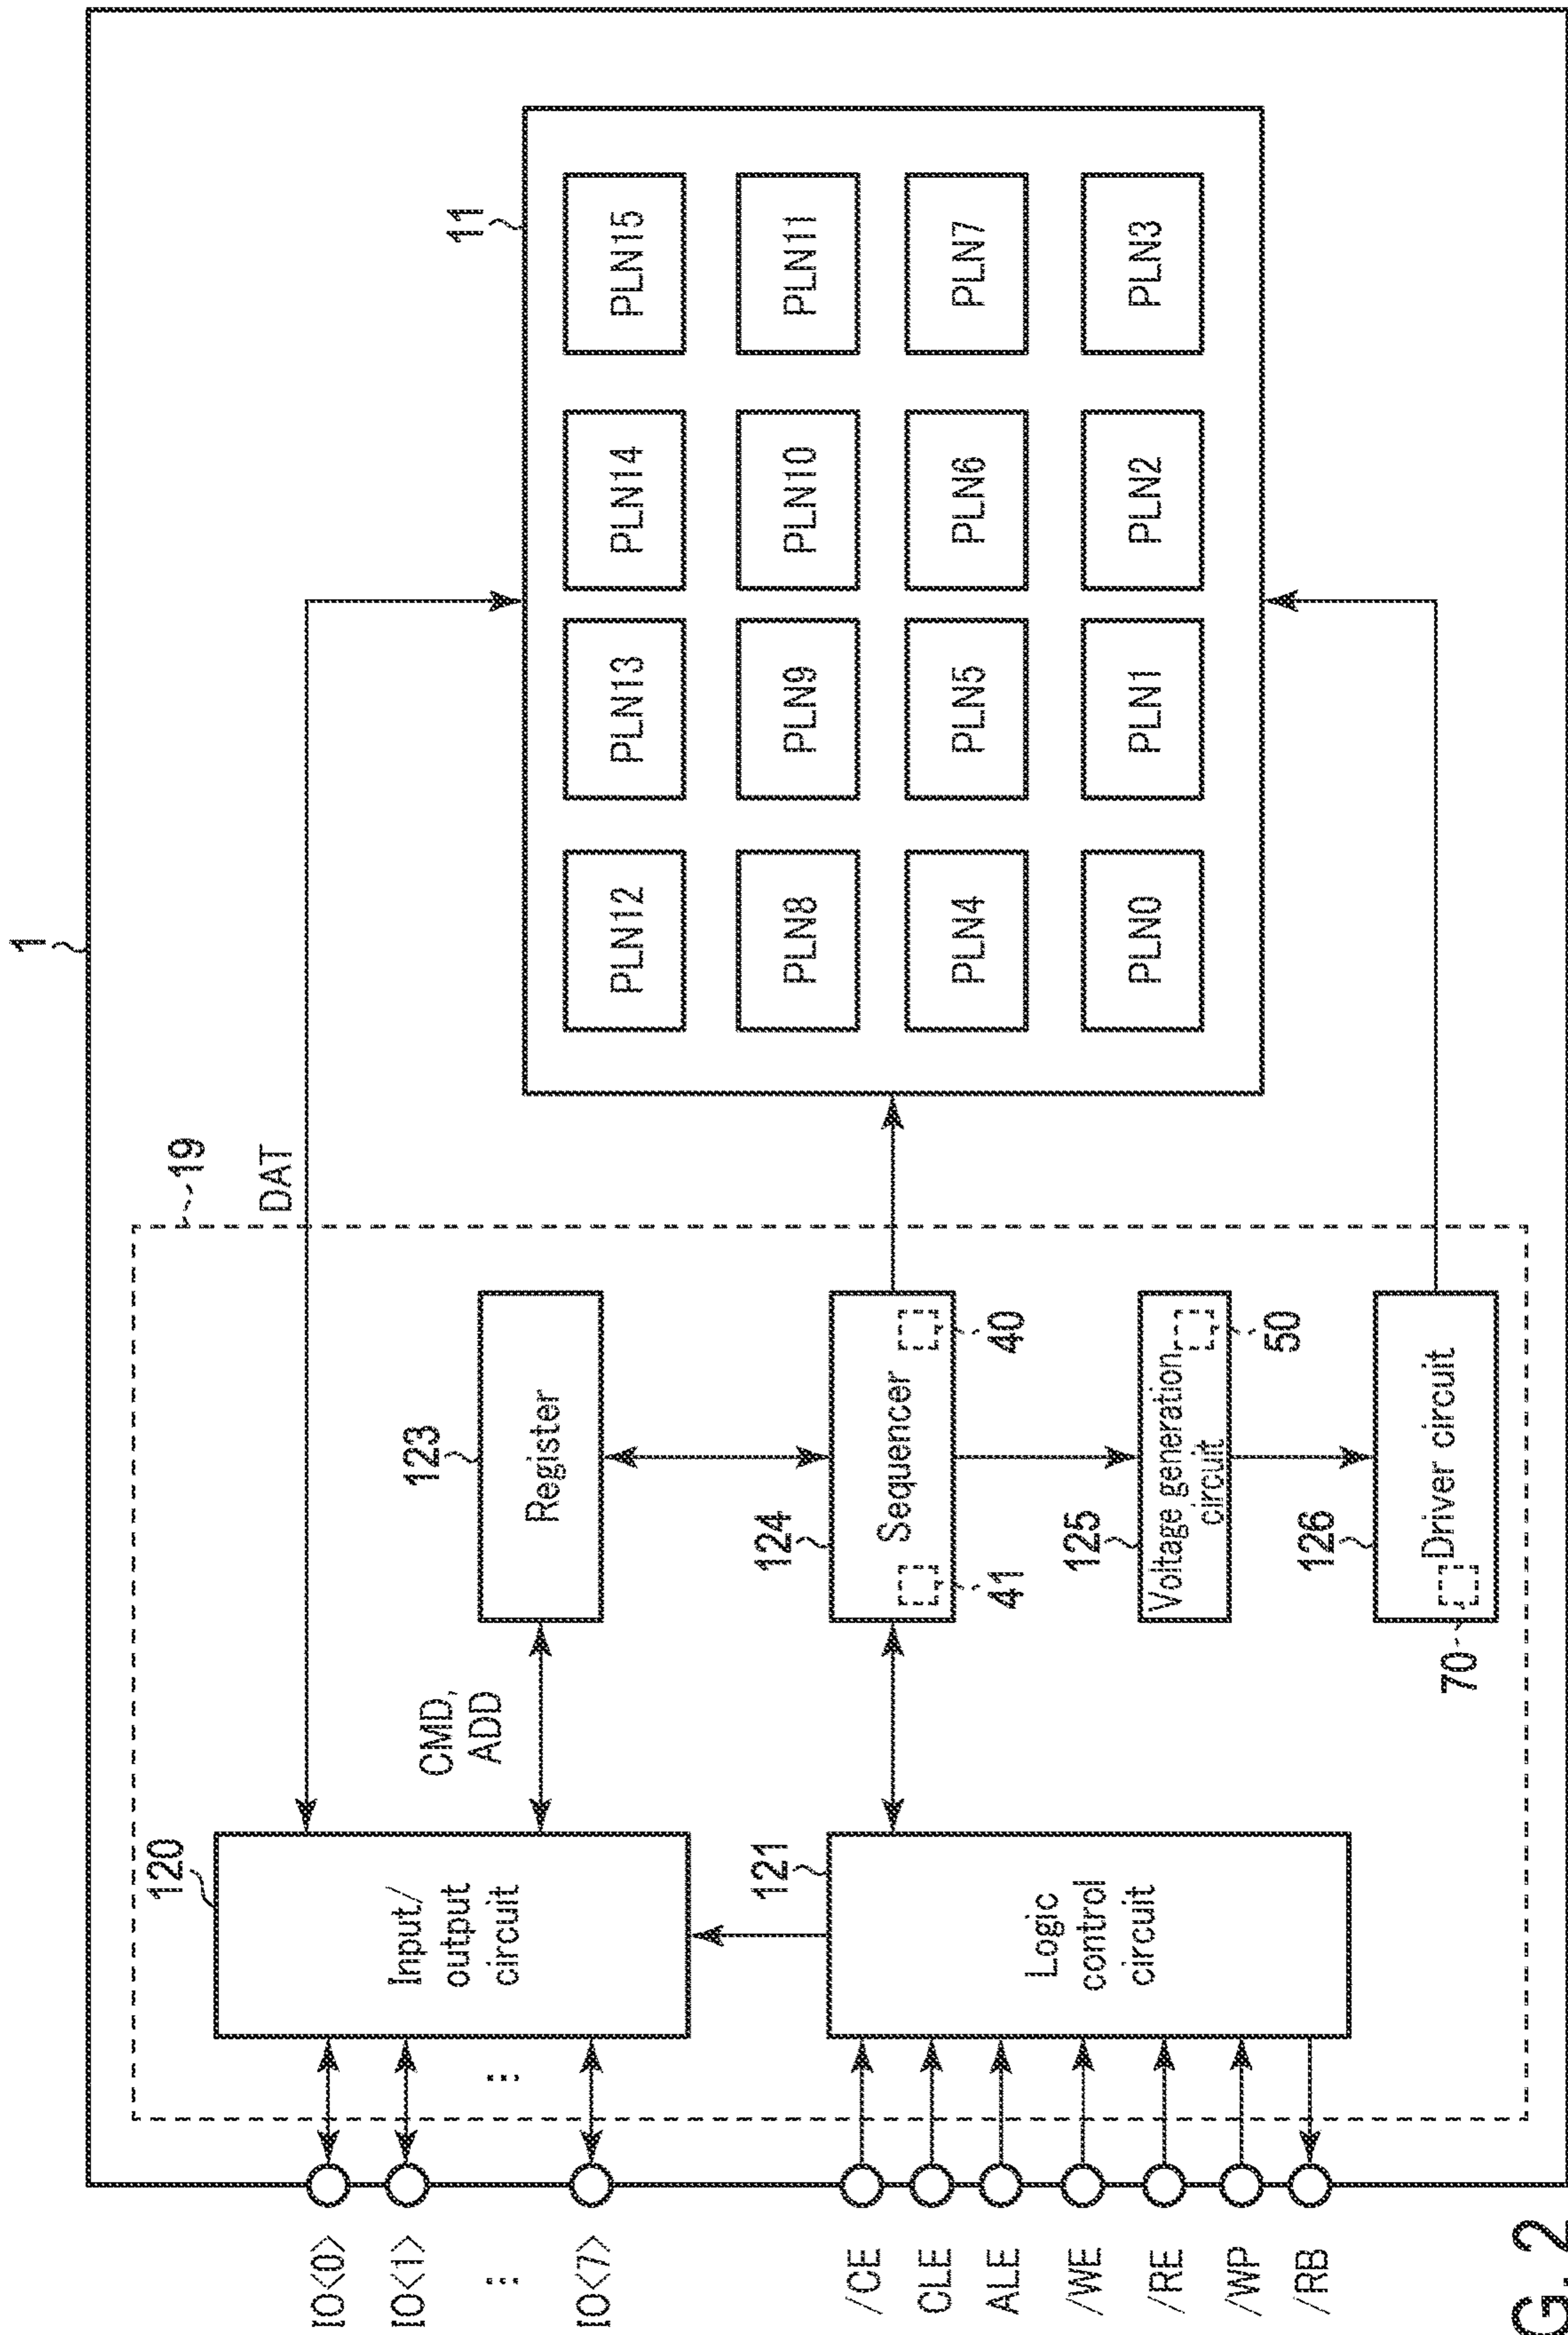 1
19
DAT
11
120
Input/
output
circuit
CMD,
ADD
123
Register
121
Logic
control
circuit
124
Sequencer
41
40
125
Voltage generation
circuit
50
126
Driver circuit
70
PLN12
PLN13
PLN14
PLN15
PLN8
PLN9
PLN10
PLN11
PLN4
PLN5
PLN6
PLN7
PLN0
PLN1
PLN2
PLN3
IO<0>
IO<1>
⋮
IO<7>
⋮
/CE
CLE
ALE
/WE
/RE
/WP
/RB
G. 2